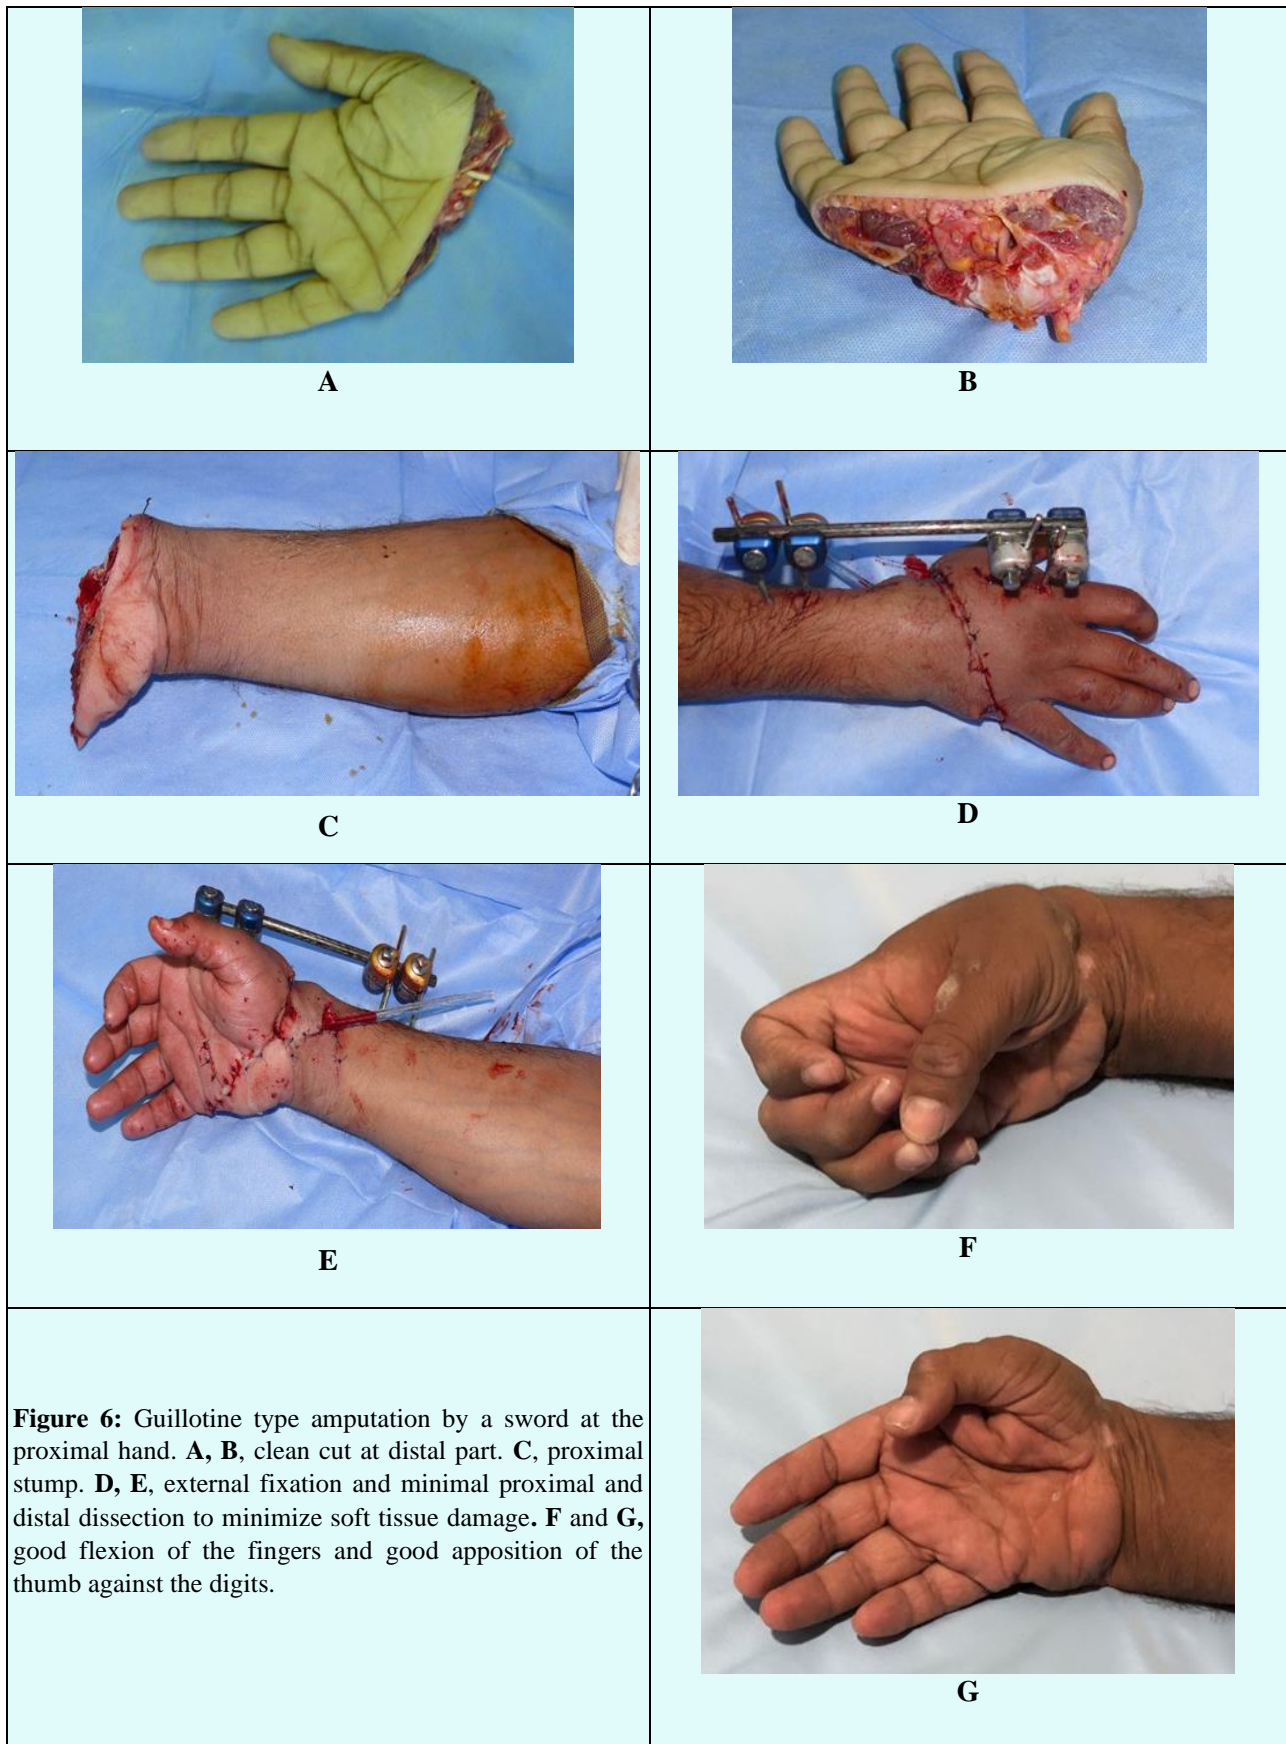 A
B
C
D
E
F
Figure 6: Guillotine type amputation by a sword at the
proximal hand. A, B, clean cut at distal part. C, proximal
stump. D, E, external fixation and minimal proximal and
distal dissection to minimize soft tissue damage. F and G,
good flexion of the fingers and good apposition of the
thumb against the digits.
G